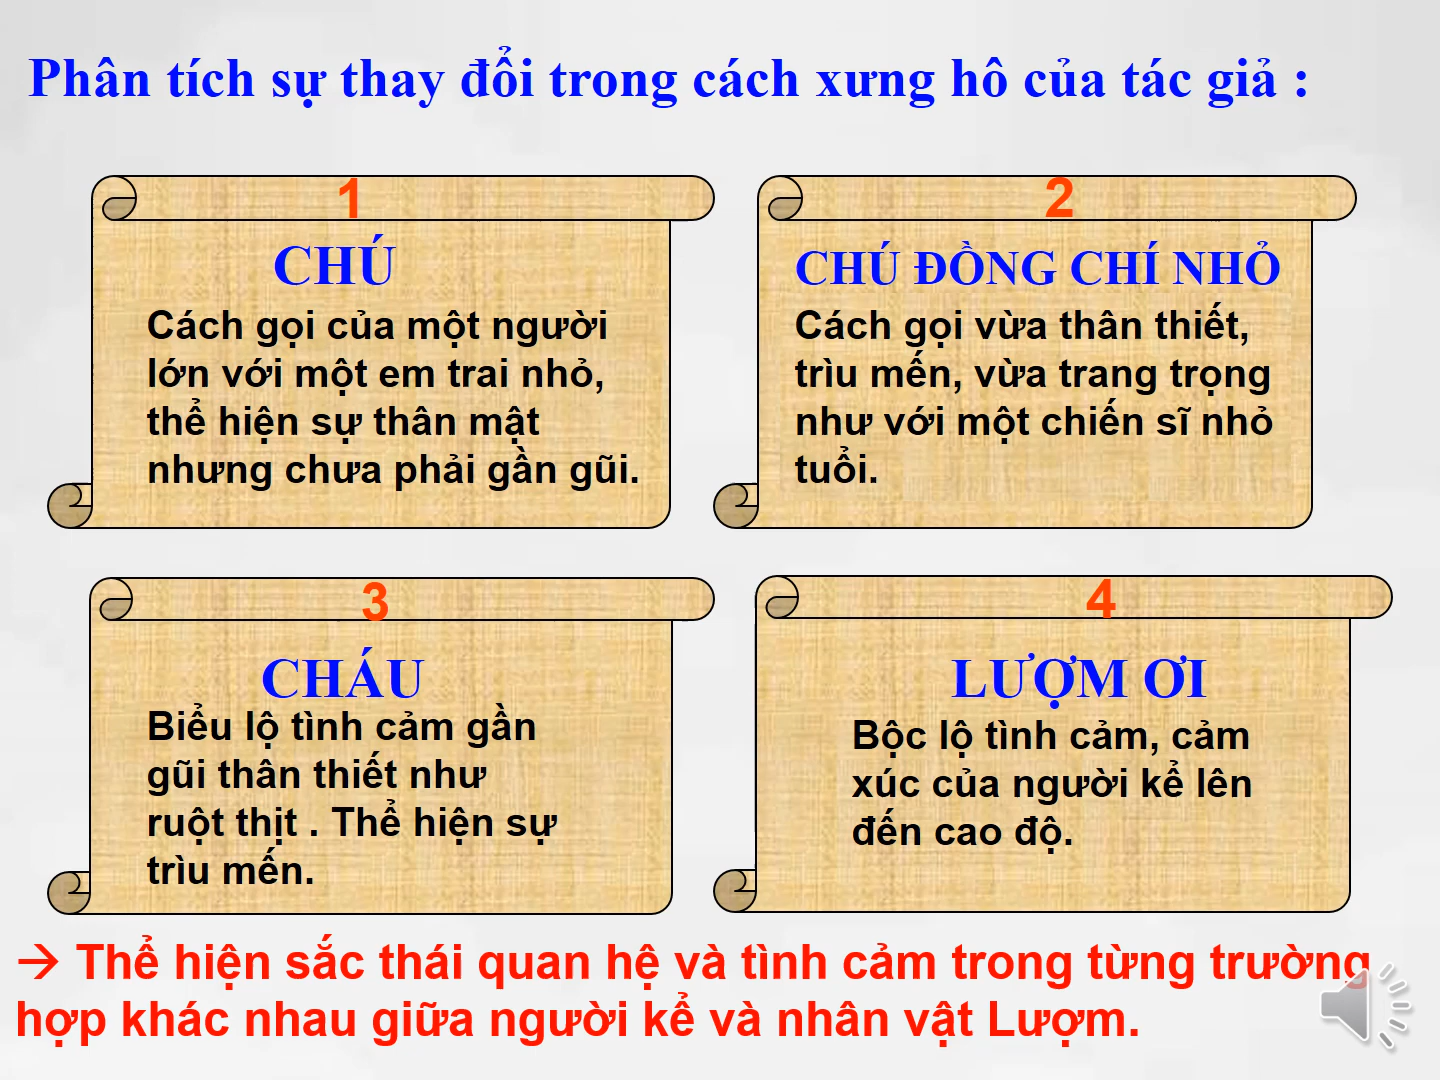 Phân tích sự thay đổi trong cách xưng hô của tác giả :
1
CHÚ
Cách gọi của một người
lớn với một em trai nhỏ,
thể hiện sự thân mật
nhưng chưa phải gần gũi.
2
CHÚ ĐỒNG CHÍ NHỎ
Cách gọi vừa thân thiết,
trìu mến, vừa trang trọng
như với một chiến sĩ nhỏ
tuổi.
3
CHÁU
Biểu lộ tình cảm gần
gũi thân thiết như
ruột thịt . Thể hiện sự
trìu mến.
4
LƯỢM ƠI
Bộc lộ tình cảm, cảm
xúc của người kể lên
đến cao độ.
→ Thể hiện sắc thái quan hệ và tình cảm trong từng trường
hợp khác nhau giữa người kể và nhân vật Lượm.